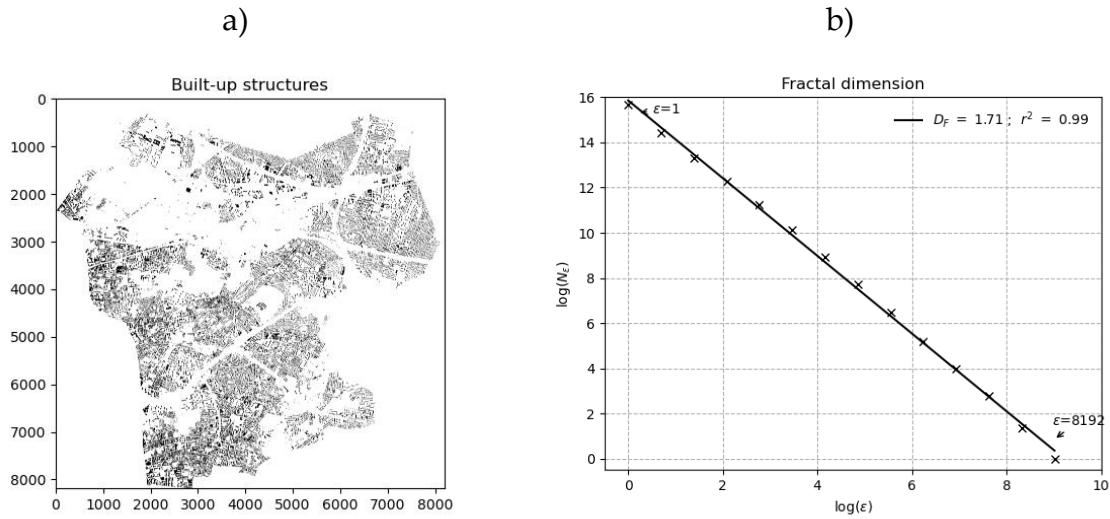 a)
b)
Built-up structures
0
1000
2000
3000
4000
5000
6000
7000
8000
0 1000 2000 3000 4000 5000 6000 7000 8000
Fractal dimension
16
14
12
10
8
6
4
2
0
log(Nε)
ε=1
D_F = 1.71 ; r² = 0.99
ε=8192
0 2 4 6 8 10
log(ε)